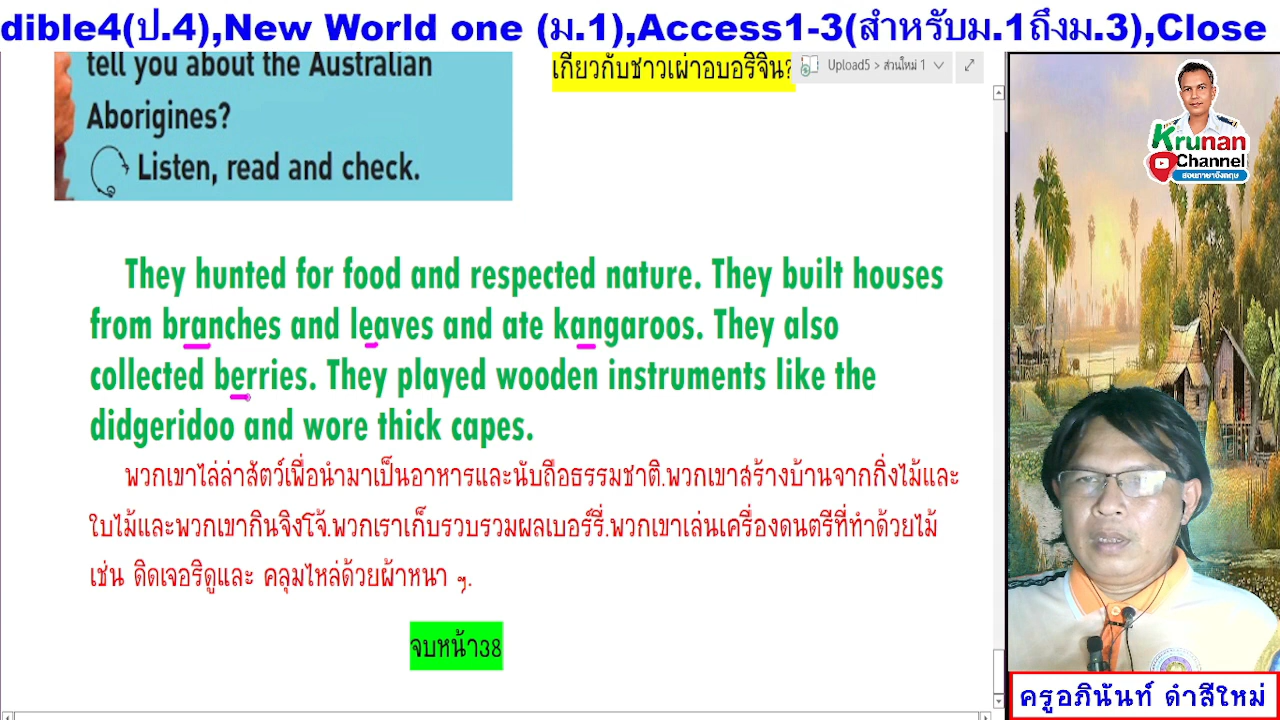 dible4(ป.4),New World one (ม.1),Access1-3(สำหรับม.1ถึงม.3),Close
tell you about the Australian
Aborigines?
Listen, read and check.
เกี่ยวกับชาวเผ่าอบอริจิน?
Upload5 > ส่วนใหม่ 1
Krunan
Channel
สอนภาษาอังกฤษ
They hunted for food and respected nature. They built houses
from branches and leaves and ate kangaroos. They also
collected berries. They played wooden instruments like the
didgeridoo and wore thick capes.
พวกเขาไล่ล่าสัตว์เพื่อนำมาเป็นอาหารและนับถือธรรมชาติ.พวกเขาสร้างบ้านจากกิ่งไม้และ
ใบไม้และพวกเขากินจิงโจ้.พวกเราเก็บรวบรวมผลเบอร์รี่.พวกเขาเล่นเครื่องดนตรีที่ทำด้วยไม้
เช่น ดิดเจอริดูและ คลุมไหล่ด้วยผ้าหนา ๆ.
จบหน้า38
ครูอภินันท์ ดำสีใหม่